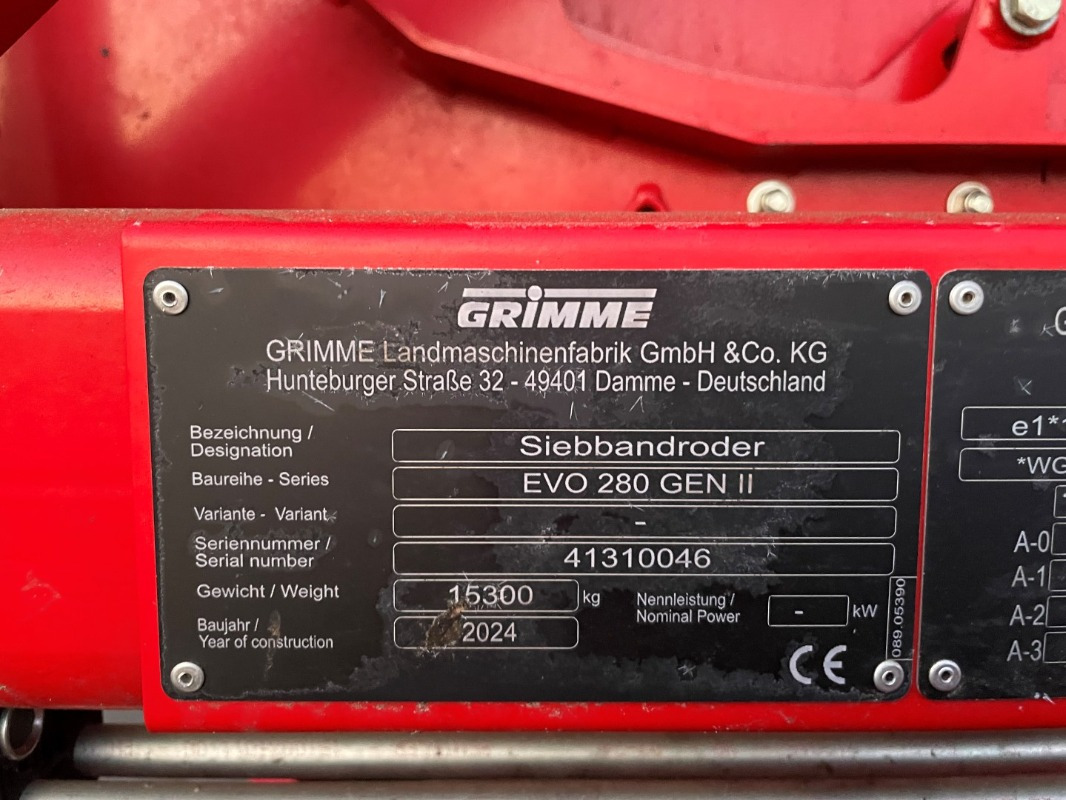 GRIMME
GRIMME Landmaschinenfabrik GmbH &Co. KG
Hunteburger Straße 32 - 49401 Damme - Deutschland
Bezeichnung /
Designation
Siebbandroder
Baureihe - Series
EVO 280 GEN II
Variante - Variant
-
Seriennummer /
Serial number
41310046
Gewicht / Weight
15300 kg
Nennleistung /
Nominal Power
- kW
Baujahr /
Year of construction
2024
CE
089.05390
G
e1*1
*WG
A-0
A-1
A-2
A-3